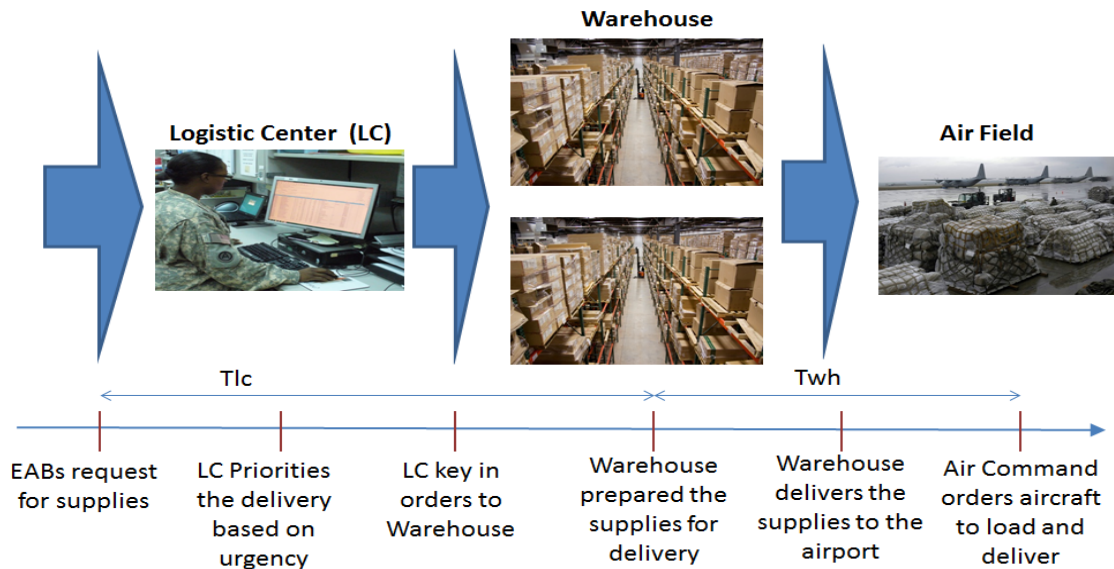 Warehouse
Logistic Center (LC)
Air Field
Tlc
Twh
EABs request
for supplies
LC Priorities
the delivery
based on
urgency
LC key in
orders to
Warehouse
Warehouse
prepared the
supplies for
delivery
Warehouse
delivers the
supplies to the
airport
Air Command
orders aircraft
to load and
deliver